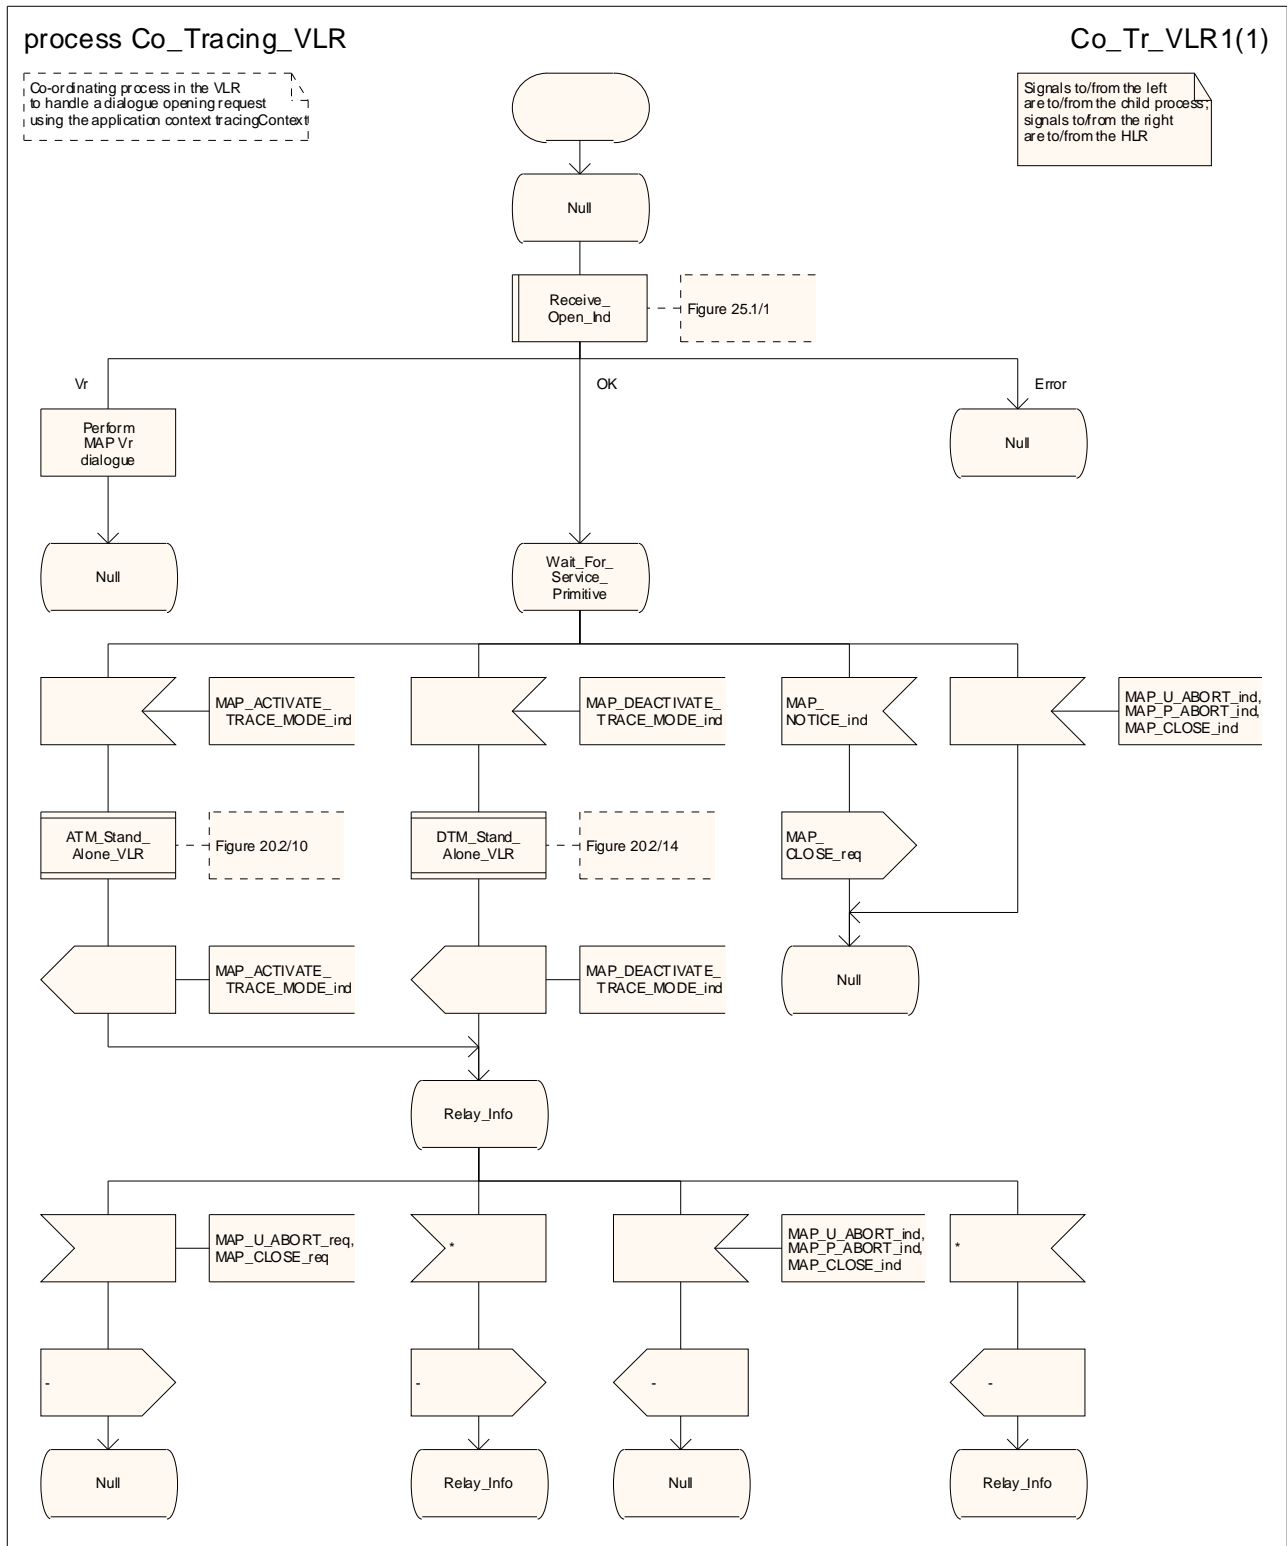 process Co_Tracing_VLR
Co_Tr_VLR1(1)
Co-ordinating process in the VLR
to handle a dialogue opening request
using the application context tracingContext
Signals to/from the left
are to/from the child process;
signals to/from the right
are to/from the HLR
Null
Receive_
Open_Ind
Figure 25.1/1
Vr
OK
Error
Perform
MAP Vr
dialogue
Null
Null
Wait_For_
Service_
Primitive
MAP_ACTIVATE_
TRACE_MODE_ind
MAP_DEACTIVATE_
TRACE_MODE_ind
MAP_
NOTICE_ind
MAP_U_ABORT_ind,
MAP_P_ABORT_ind,
MAP_CLOSE_ind
ATM_Stand_
Alone_VLR
Figure 20.2/10
DTM_Stand_
Alone_VLR
Figure 20.2/14
MAP_
CLOSE_req
MAP_ACTIVATE_
TRACE_MODE_ind
MAP_DEACTIVATE_
TRACE_MODE_ind
Null
Relay_Info
MAP_U_ABORT_req,
MAP_CLOSE_req
*
MAP_U_ABORT_ind,
MAP_P_ABORT_ind,
MAP_CLOSE_ind
*
-
-
-
-
Null
Relay_Info
Null
Relay_Info